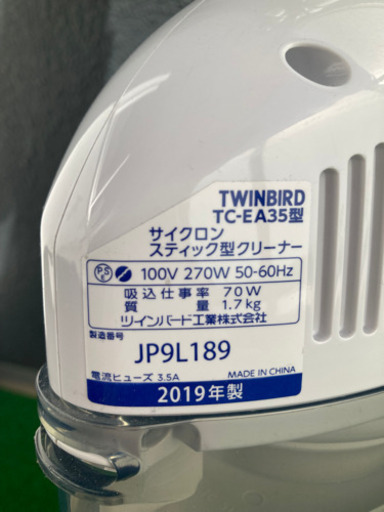 TWINBIRD
TC-EA35型
サイクロン
スティック型クリーナー
PSE 100V 270W 50-60Hz
吸込仕事率 70W
質量 1.7kg
ツインバード工業株式会社
製造番号
JP9L189
電流ヒューズ 3.5A MADE IN CHINA
2019年製